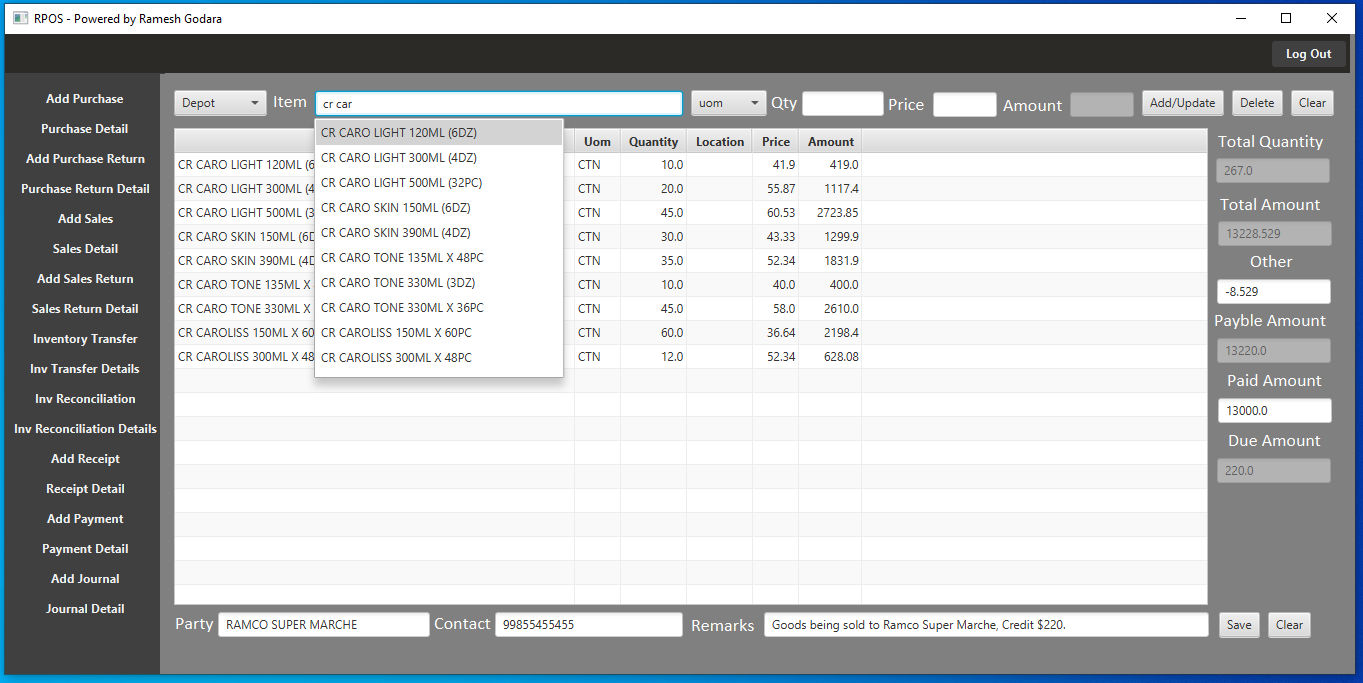 RPOS - Powered by Ramesh Godara
Log Out
Add Purchase
Purchase Detail
Add Purchase Return
Purchase Return Detail
Add Sales
Sales Detail
Add Sales Return
Sales Return Detail
Inventory Transfer
Inv Transfer Details
Inv Reconciliation
Inv Reconciliation Details
Add Receipt
Receipt Detail
Add Payment
Payment Detail
Add Journal
Journal Detail
Depot Item cr car uom Qty Price Amount Add/Update Delete Clear
CR CARO LIGHT 120ML (6DZ)
CR CARO LIGHT 300ML (4DZ)
CR CARO LIGHT 500ML (32PC)
CR CARO SKIN 150ML (6DZ)
CR CARO SKIN 390ML (4DZ)
CR CARO TONE 135ML X 48PC
CR CARO TONE 330ML (3DZ)
CR CARO TONE 330ML X 36PC
CR CAROLISS 150ML X 60PC
CR CAROLISS 300ML X 48PC
Uom Quantity Location Price Amount
CR CARO LIGHT 120ML (6 CTN 10.0 41.9 419.0
CR CARO LIGHT 300ML (4 CTN 20.0 55.87 1117.4
CR CARO LIGHT 500ML (3 CTN 45.0 60.53 2723.85
CR CARO SKIN 150ML (6D CTN 30.0 43.33 1299.9
CR CARO SKIN 390ML (4D CTN 35.0 52.34 1831.9
CR CARO TONE 135ML X CTN 10.0 40.0 400.0
CR CARO TONE 330ML X CTN 45.0 58.0 2610.0
CR CAROLISS 150ML X 60 CTN 60.0 36.64 2198.4
CR CAROLISS 300ML X 48 CTN 12.0 52.34 628.08
Total Quantity
267.0
Total Amount
13228.529
Other
-8.529
Payble Amount
13220.0
Paid Amount
13000.0
Due Amount
220.0
Party RAMCO SUPER MARCHE Contact 99855455455 Remarks Goods being sold to Ramco Super Marche, Credit $220. Save Clear